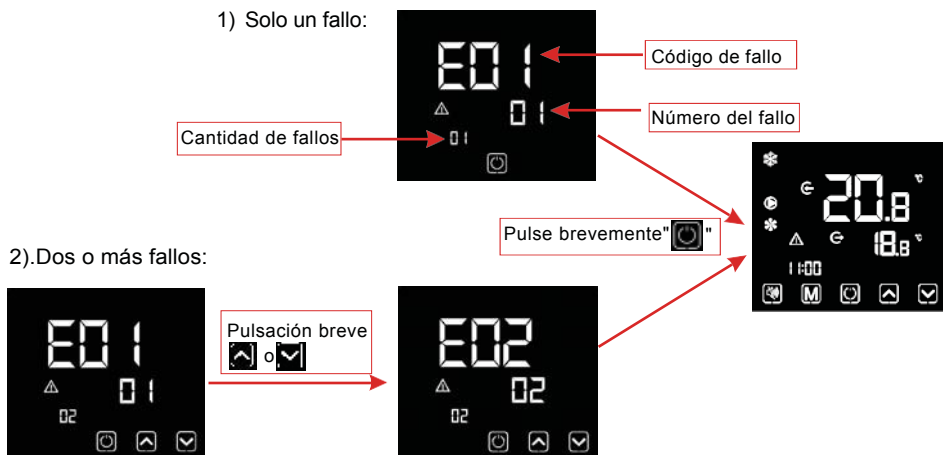 1) Solo un fallo:
E01
Código de fallo
01
Número del fallo
Cantidad de fallos
01
20.8 °C
Pulse brevemente" "
18.8 °C
2).Dos o más fallos:
11:00
M
E01
Pulsación breve
o
E02
01
02
02
02